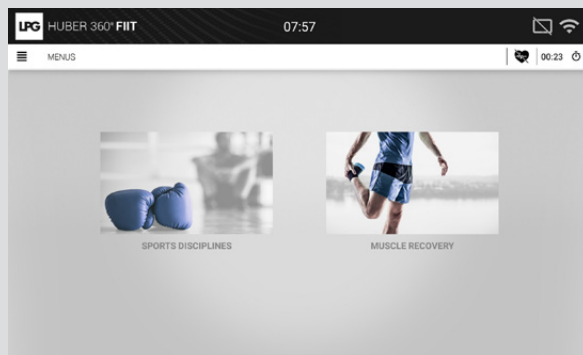 LPG HUBER 360° FIIT 07:57
MENUS 00:23
SPORTS DISCIPLINES MUSCLE RECOVERY